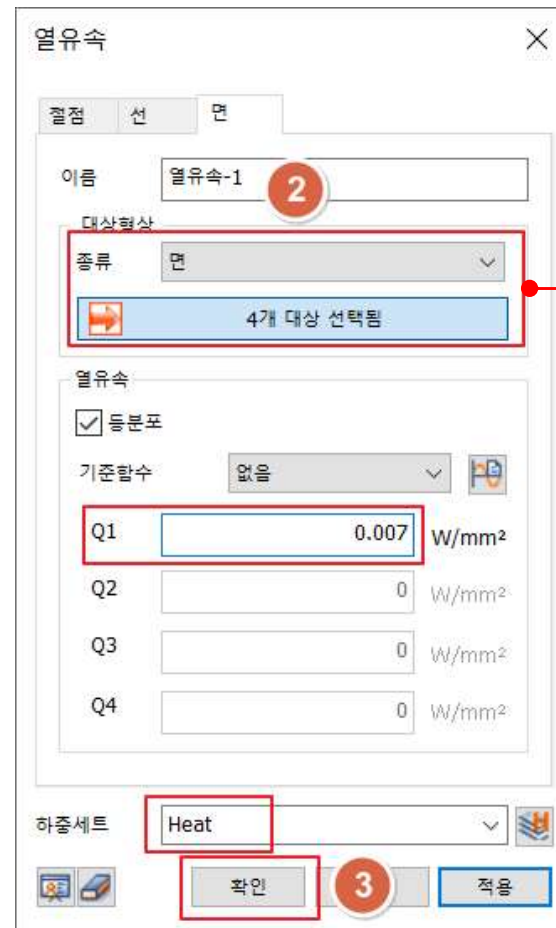 열유속
절점 선 면
이름 열유속-1
2
대상형상
종류 면
4개 대상 선택됨
열유속
등분포
기준함수 없음
Q1 0.007 W/mm²
Q2 0 W/mm²
Q3 0 W/mm²
Q4 0 W/mm²
하중세트 Heat
확인 3 적용